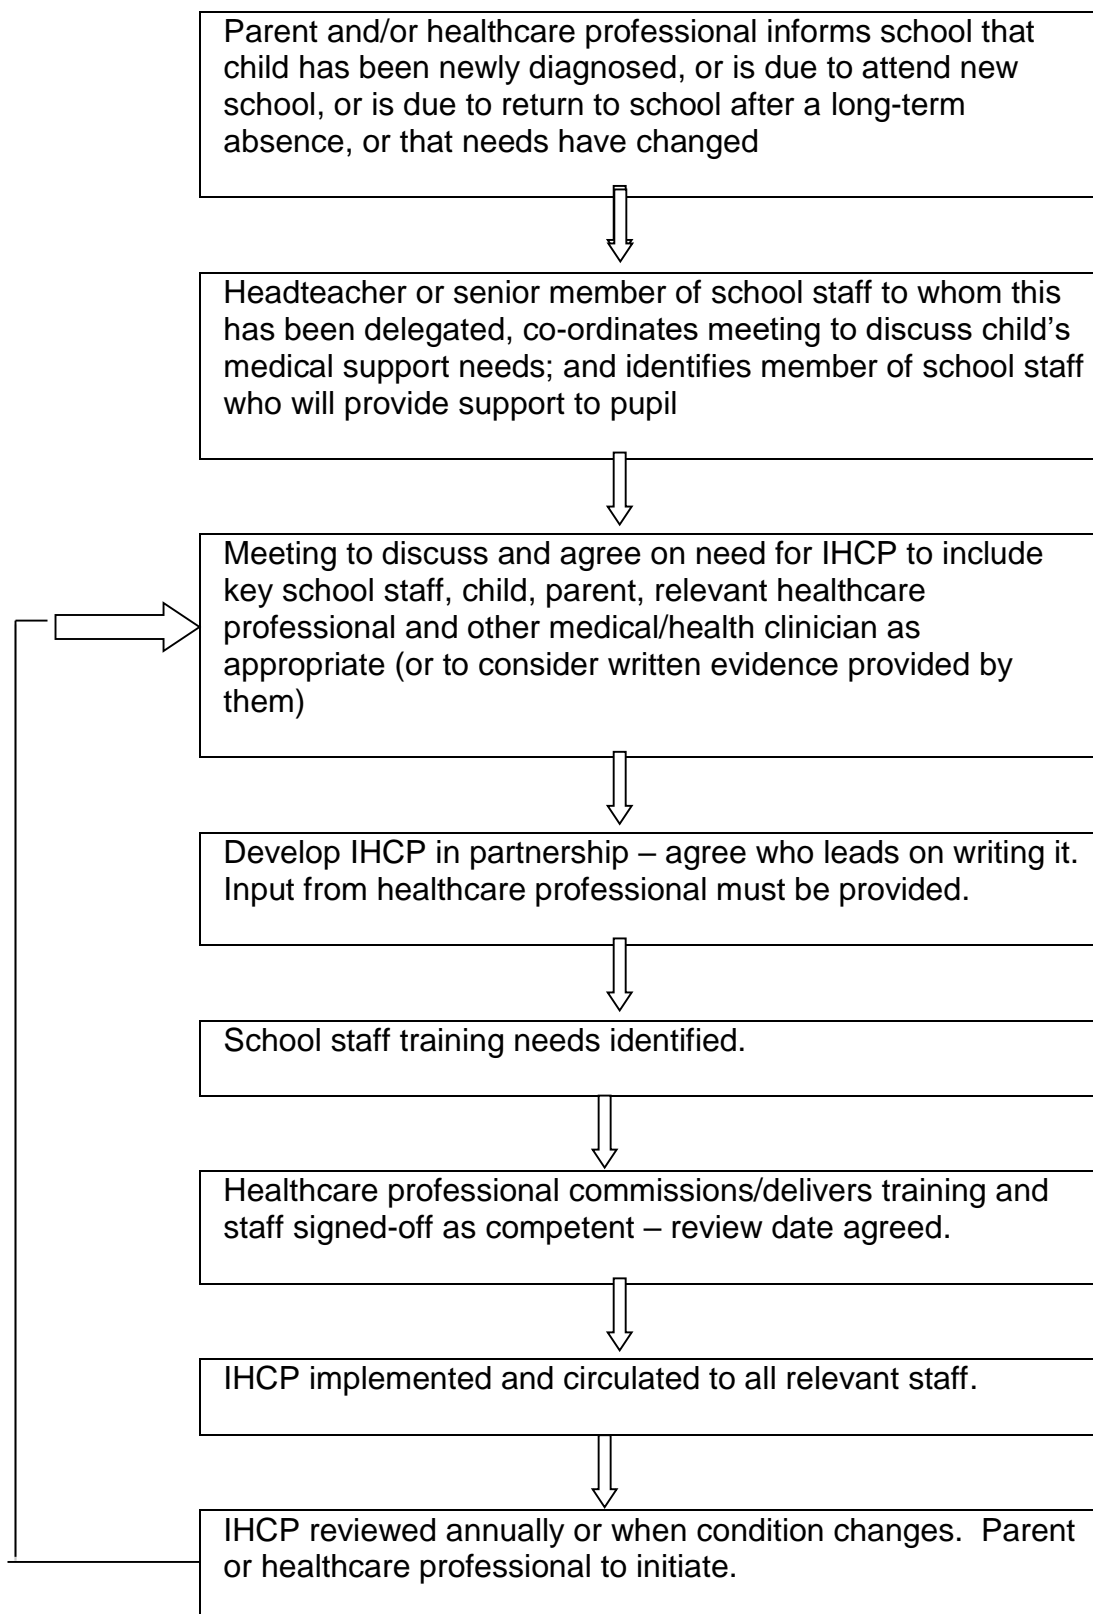 Parent and/or healthcare professional informs school that
child has been newly diagnosed, or is due to attend new
school, or is due to return to school after a long-term
absence, or that needs have changed
Headteacher or senior member of school staff to whom this
has been delegated, co-ordinates meeting to discuss child’s
medical support needs; and identifies member of school staff
who will provide support to pupil
Meeting to discuss and agree on need for IHCP to include
key school staff, child, parent, relevant healthcare
professional and other medical/health clinician as
appropriate (or to consider written evidence provided by
them)
Develop IHCP in partnership – agree who leads on writing it.
Input from healthcare professional must be provided.
School staff training needs identified.
Healthcare professional commissions/delivers training and
staff signed-off as competent – review date agreed.
IHCP implemented and circulated to all relevant staff.
IHCP reviewed annually or when condition changes.  Parent
or healthcare professional to initiate.